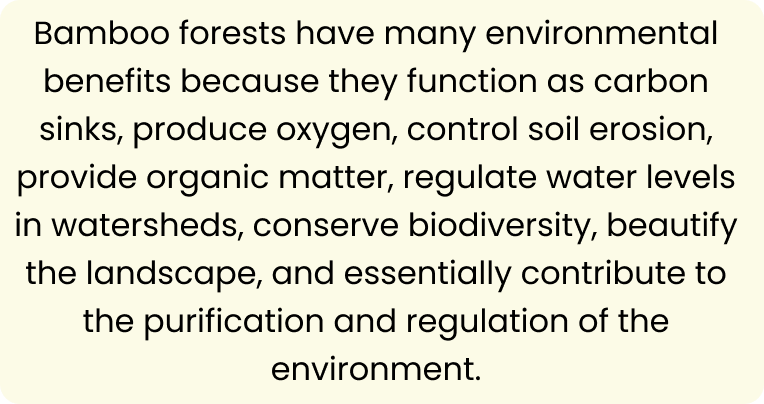 Bamboo forests have many environmental
benefits because they function as carbon
sinks, produce oxygen, control soil erosion,
provide organic matter, regulate water levels
in watersheds, conserve biodiversity, beautify
the landscape, and essentially contribute to
the purification and regulation of the
environment.